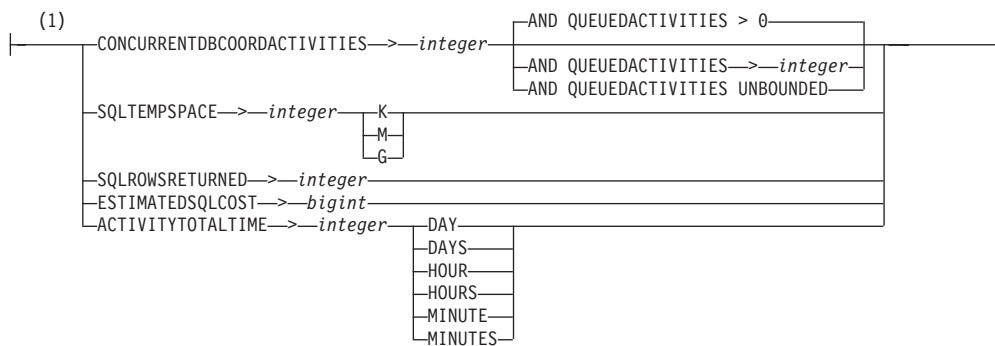 (1)
AND QUEUEDACTIVITIES > 0
CONCURRENTDBCOORDACTIVITIES > integer
AND QUEUEDACTIVITIES > integer
AND QUEUEDACTIVITIES UNBOUNDED
SQLTEMPSPACE > integer K
M
G
SQLROWSRETURNED > integer
ESTIMATEDSQLCOST > bigint
ACTIVITYTOTALTIME > integer DAY
DAYS
HOUR
HOURS
MINUTE
MINUTES